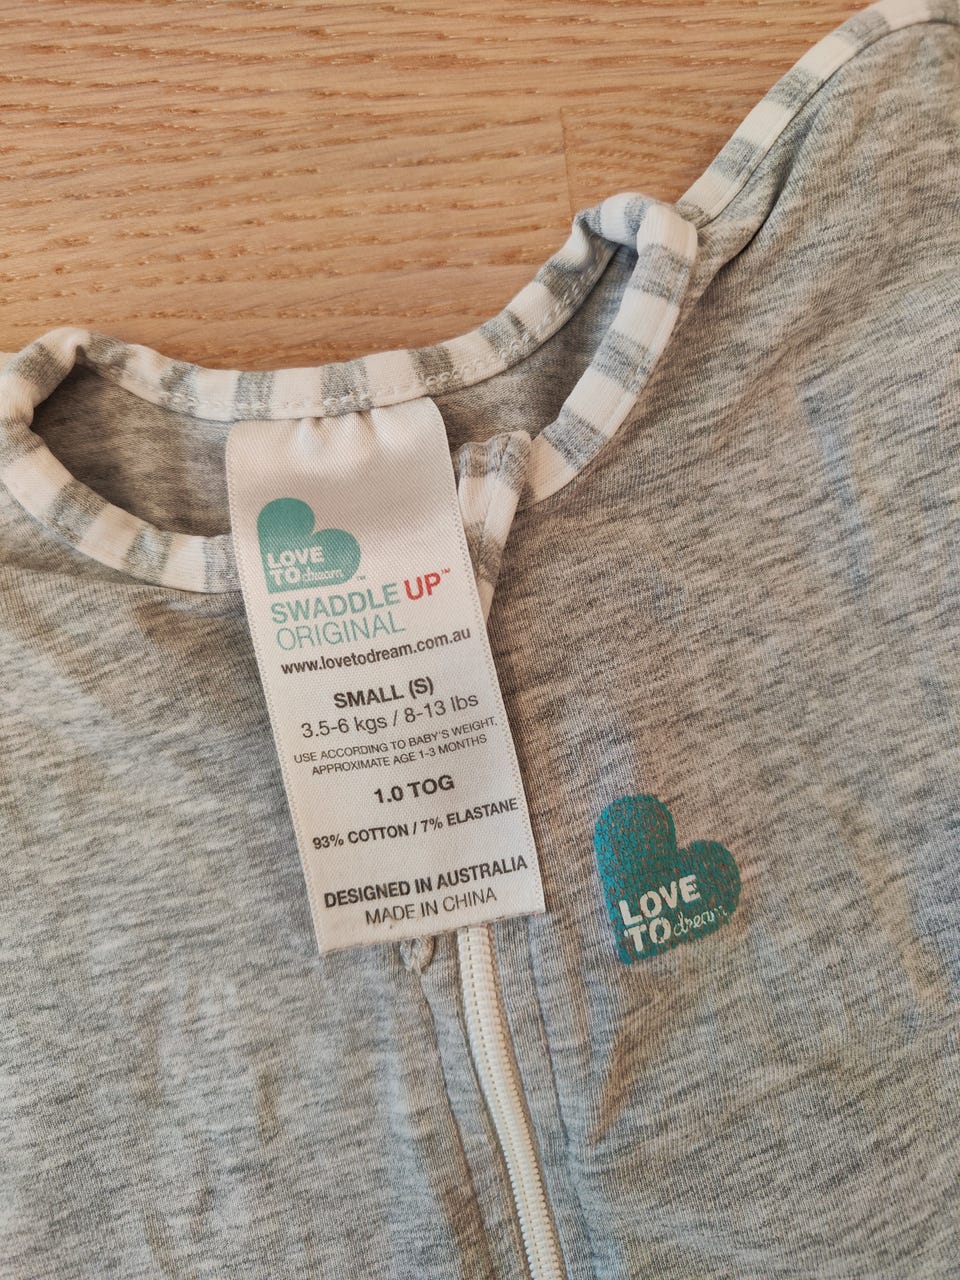 LOVE
TO dream™
SWADDLE UP™
ORIGINAL
www.lovetodream.com.au
SMALL (S)
3.5-6 kgs / 8-13 lbs
USE ACCORDING TO BABY'S WEIGHT.
APPROXIMATE AGE 1-3 MONTHS
1.0 TOG
93% COTTON / 7% ELASTANE
DESIGNED IN AUSTRALIA
MADE IN CHINA
LOVE
TO dream